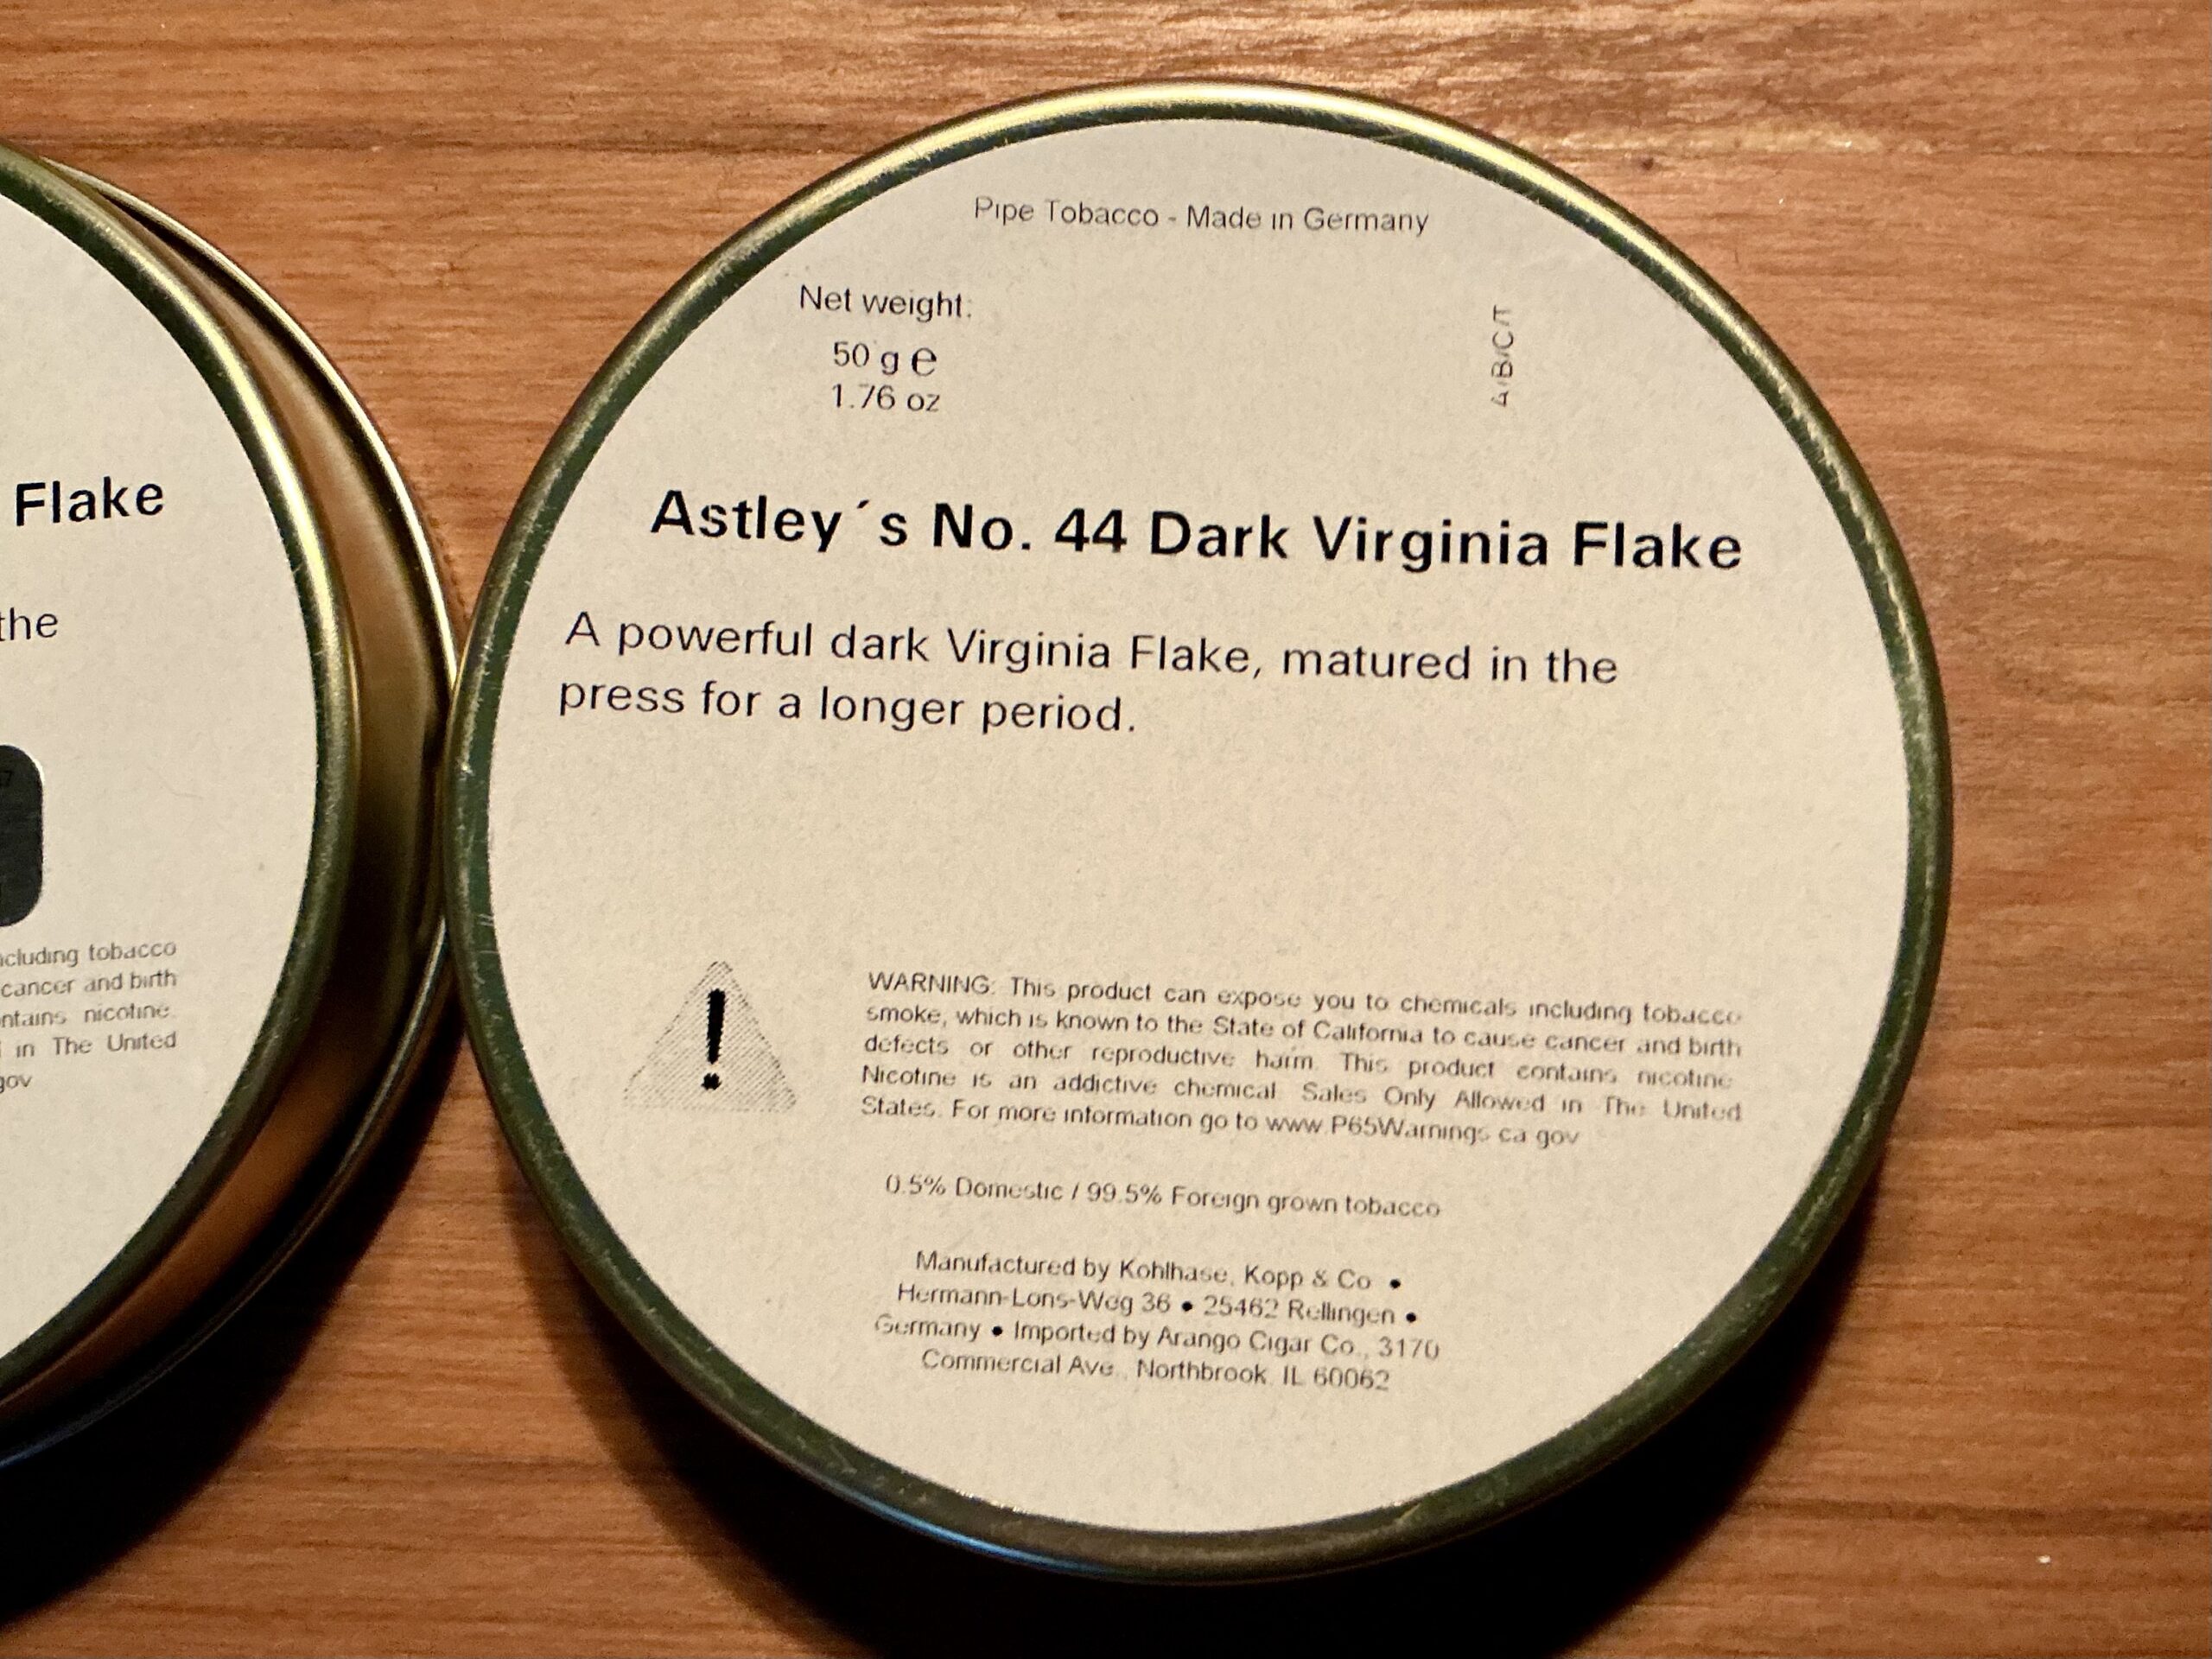 Flake
the
including tobacco
cancer and birth
contains nicotine.
in The United
gov
Pipe Tobacco - Made in Germany
Net weight:
50 g e
1.76 oz
A/B/C/T
Astley´s No. 44 Dark Virginia Flake
A powerful dark Virginia Flake, matured in the
press for a longer period.
!
WARNING: This product can expose you to chemicals including tobacco
smoke, which is known to the State of California to cause cancer and birth
defects or other reproductive harm. This product contains nicotine.
Nicotine is an addictive chemical. Sales Only Allowed in The United
States. For more information go to www.P65Warnings.ca.gov
0.5% Domestic / 99.5% Foreign grown tobacco
Manufactured by Kohlhase, Kopp & Co •
Hermann-Lons-Weg 36 • 25462 Rellingen •
Germany • Imported by Arango Cigar Co., 3170
Commercial Ave., Northbrook, IL 60062